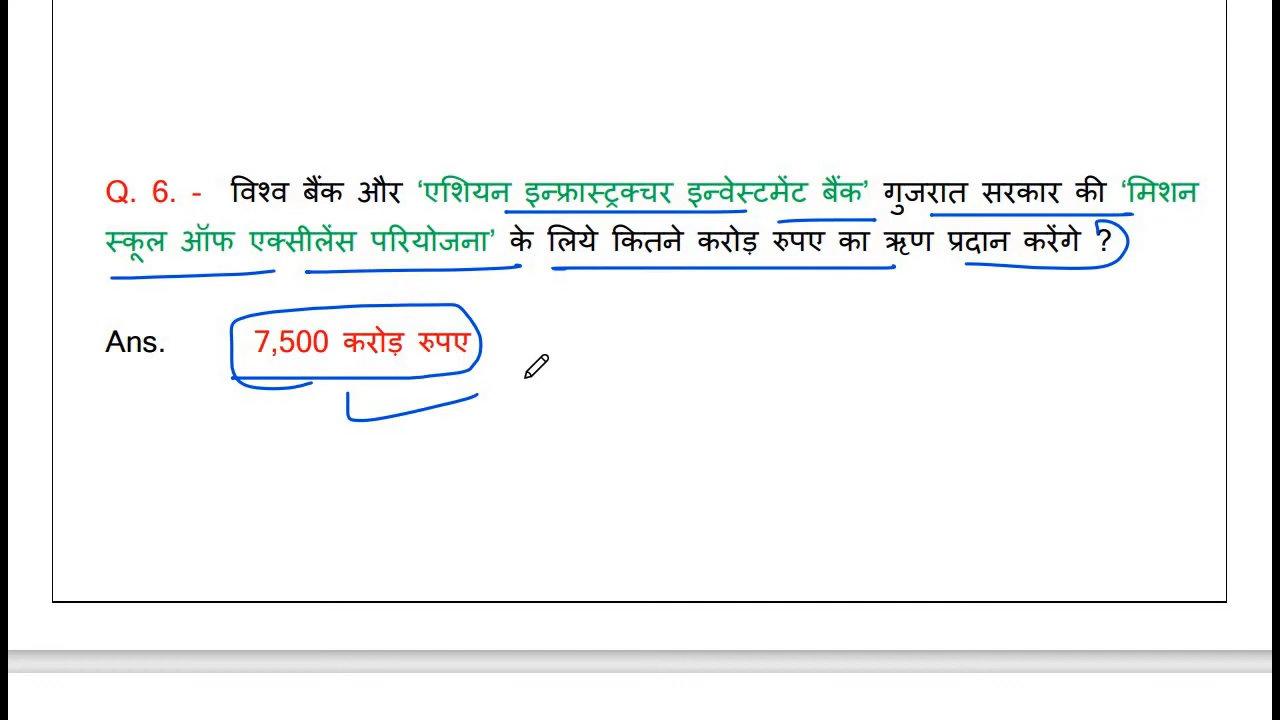 Q. 6. - विश्व बैंक और ‘एशियन इन्फ्रास्ट्रक्चर इन्वेस्टमेंट बैंक’ गुजरात सरकार की ‘मिशन
स्कूल ऑफ एक्सीलेंस परियोजना’ के लिये कितने करोड़ रुपए का ऋण प्रदान करेंगे ?
Ans. 7,500 करोड़ रुपए